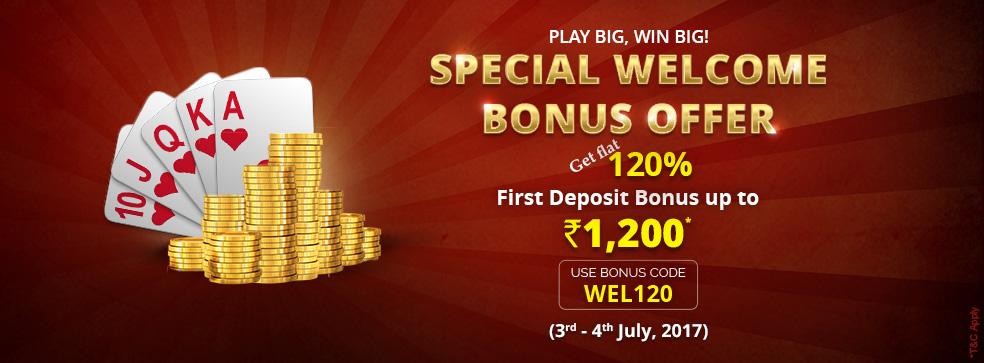 PLAY BIG, WIN BIG!
SPECIAL WELCOME
BONUS OFFER
Get flat 120%
First Deposit Bonus up to
₹1,200*
USE BONUS CODE
WEL120
(3rd - 4th July, 2017)
10 J Q K A
*T&C Apply